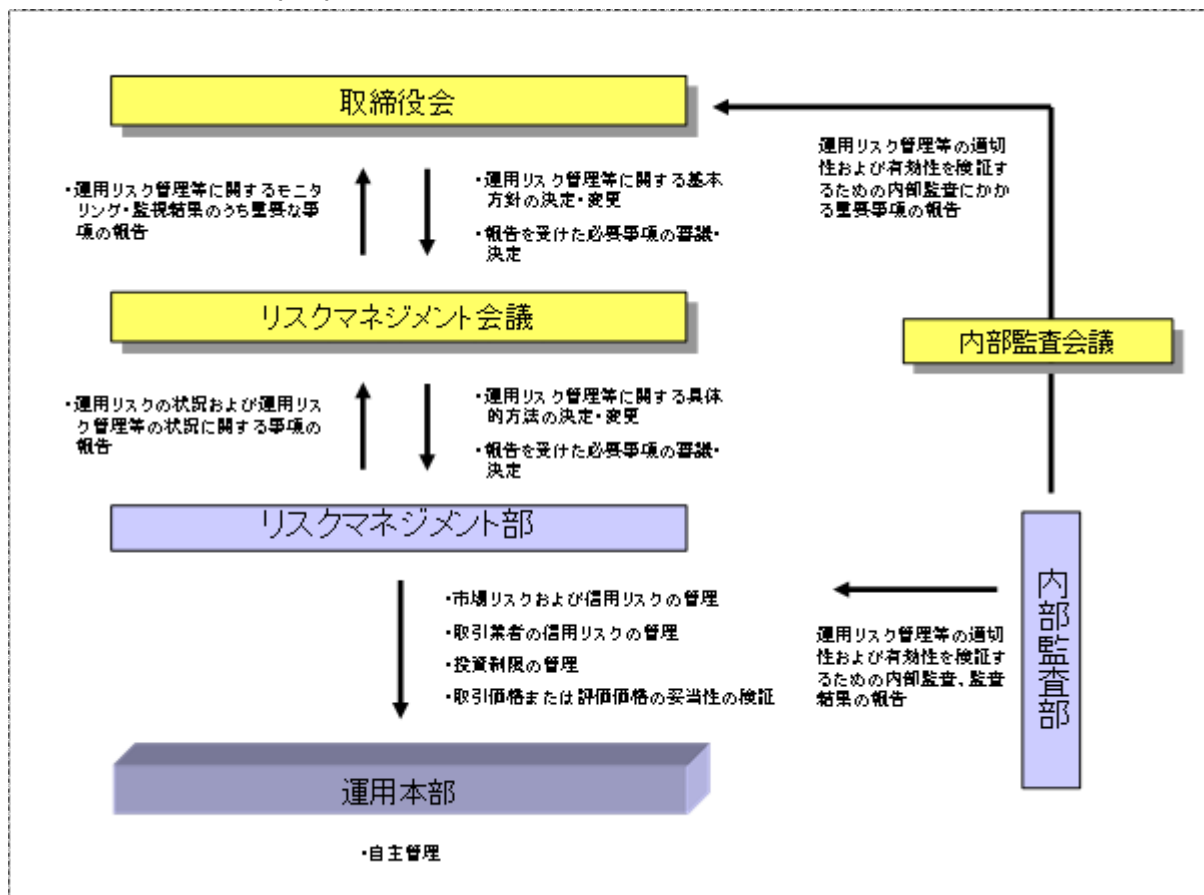 取締役会
・運用リスク管理等に関するモニ
タリング・監視結果のうち重要な事
項の報告
・運用リスク管理等に関する基本
方針の決定・変更
・報告を受けた必要事項の審議・
決定
運用リスク管理等の適切
性および有効性を検証す
るための内部監査にかか
る重要事項の報告
リスクマネジメント会議
内部監査会議
・運用リスクの状況および運用リス
ク管理等の状況に関する事項の
報告
・運用リスク管理等に関する具体
的方法の決定・変更
・報告を受けた必要事項の審議・
決定
リスクマネジメント部
内部監査部
・市場リスクおよび信用リスクの管理
・取引業者の信用リスクの管理
・投資制限の管理
・取引価格または評価価格の妥当性の検証
運用リスク管理等の適切
性および有効性を検証す
るための内部監査、監査
結果の報告
運用本部
・自主管理